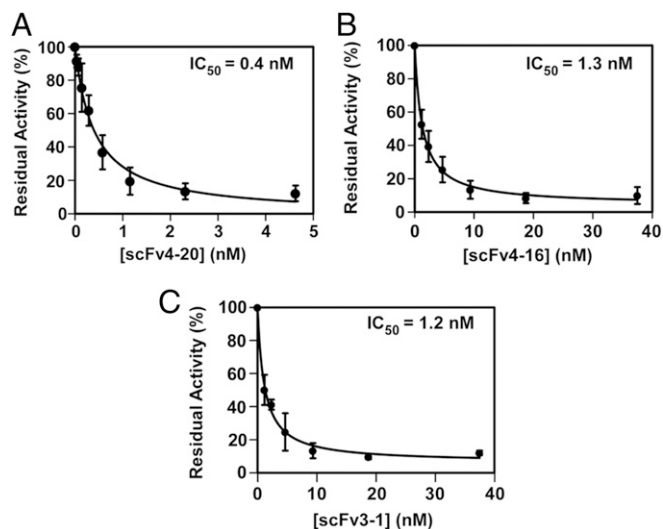 A
IC50 = 0.4 nM
Residual Activity (%)
100
80
60
40
20
0
0 1 2 3 4 5
[scFv4-20] (nM)
B
IC50 = 1.3 nM
Residual Activity (%)
100
80
60
40
20
0
0 10 20 30 40
[scFv4-16] (nM)
C
IC50 = 1.2 nM
Residual Activity (%)
100
80
60
40
20
0
0 10 20 30 40
[scFv3-1] (nM)